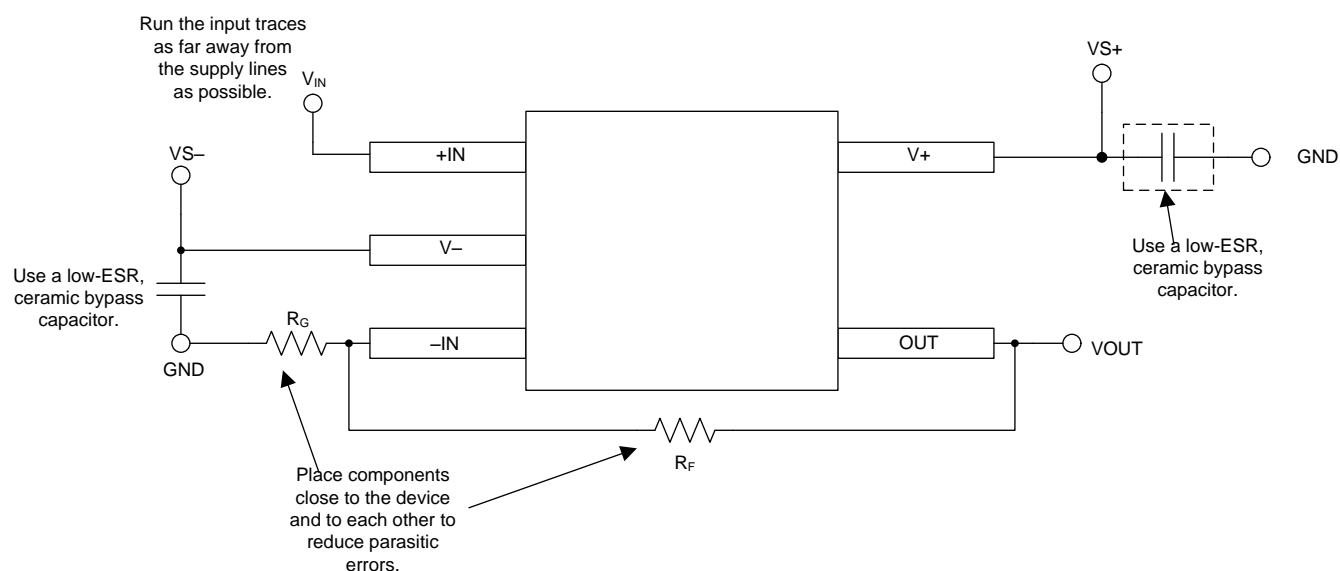 Run the input traces
as far away from
the supply lines
as possible.
VIN
VS+
VS–
+IN
V+
GND
V–
Use a low-ESR,
ceramic bypass
capacitor.
Use a low-ESR,
ceramic bypass
capacitor.
RG
–IN
OUT
VOUT
GND
RF
Place components
close to the device
and to each other to
reduce parasitic
errors.